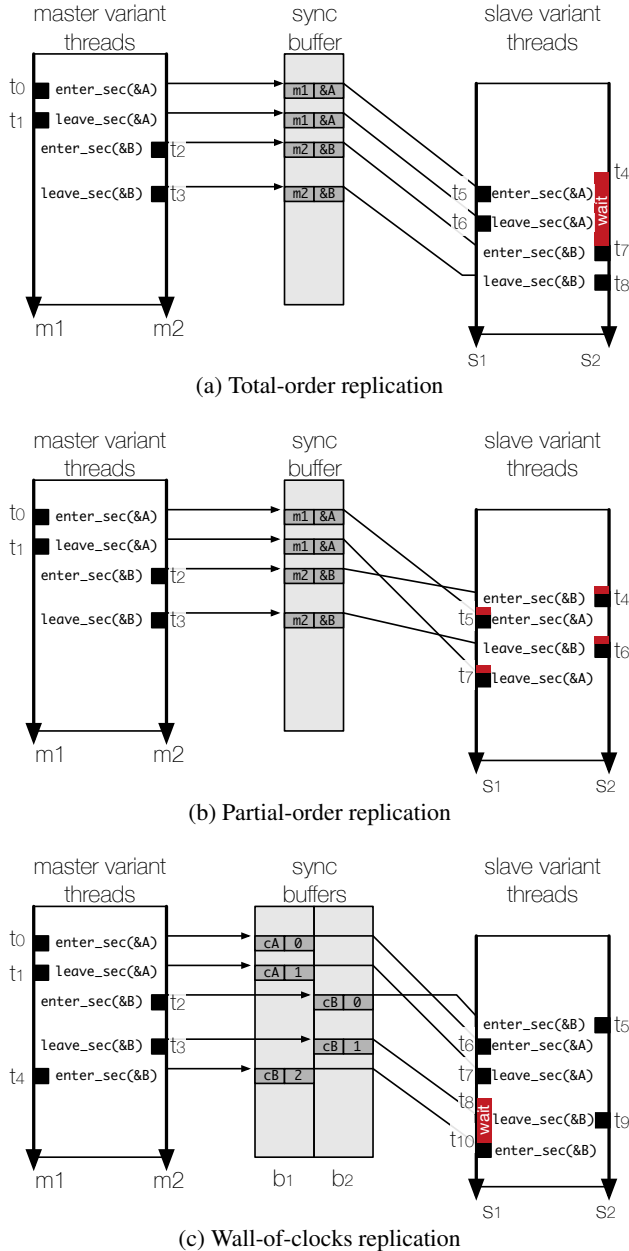 master variant threads
sync buffer
slave variant threads
t0 enter_sec(&A) m1 &A
t1 leave_sec(&A) m1 &A
enter_sec(&B) t2 m2 &B
leave_sec(&B) t3 m2 &B
t4
wait
t5 enter_sec(&A)
t6 leave_sec(&A)
enter_sec(&B) t7
leave_sec(&B) t8
m1 m2
s1 s2
(a) Total-order replication
master variant threads
sync buffer
slave variant threads
t0 enter_sec(&A) m1 &A
t1 leave_sec(&A) m1 &A
enter_sec(&B) t2 m2 &B
leave_sec(&B) t3 m2 &B
enter_sec(&B) t4
t5 enter_sec(&A)
leave_sec(&B) t6
t7 leave_sec(&A)
m1 m2
s1 s2
(b) Partial-order replication
master variant threads
sync buffers
slave variant threads
t0 enter_sec(&A) cA 0
t1 leave_sec(&A) cA 1
enter_sec(&B) t2 cB 0
leave_sec(&B) t3 cB 1
t4 enter_sec(&B) cB 2
enter_sec(&B) t5
t6 enter_sec(&A)
t7 leave_sec(&A)
t8
wait
leave_sec(&B) t9
t10 enter_sec(&B)
m1 m2
b1 b2
s1 s2
(c) Wall-of-clocks replication